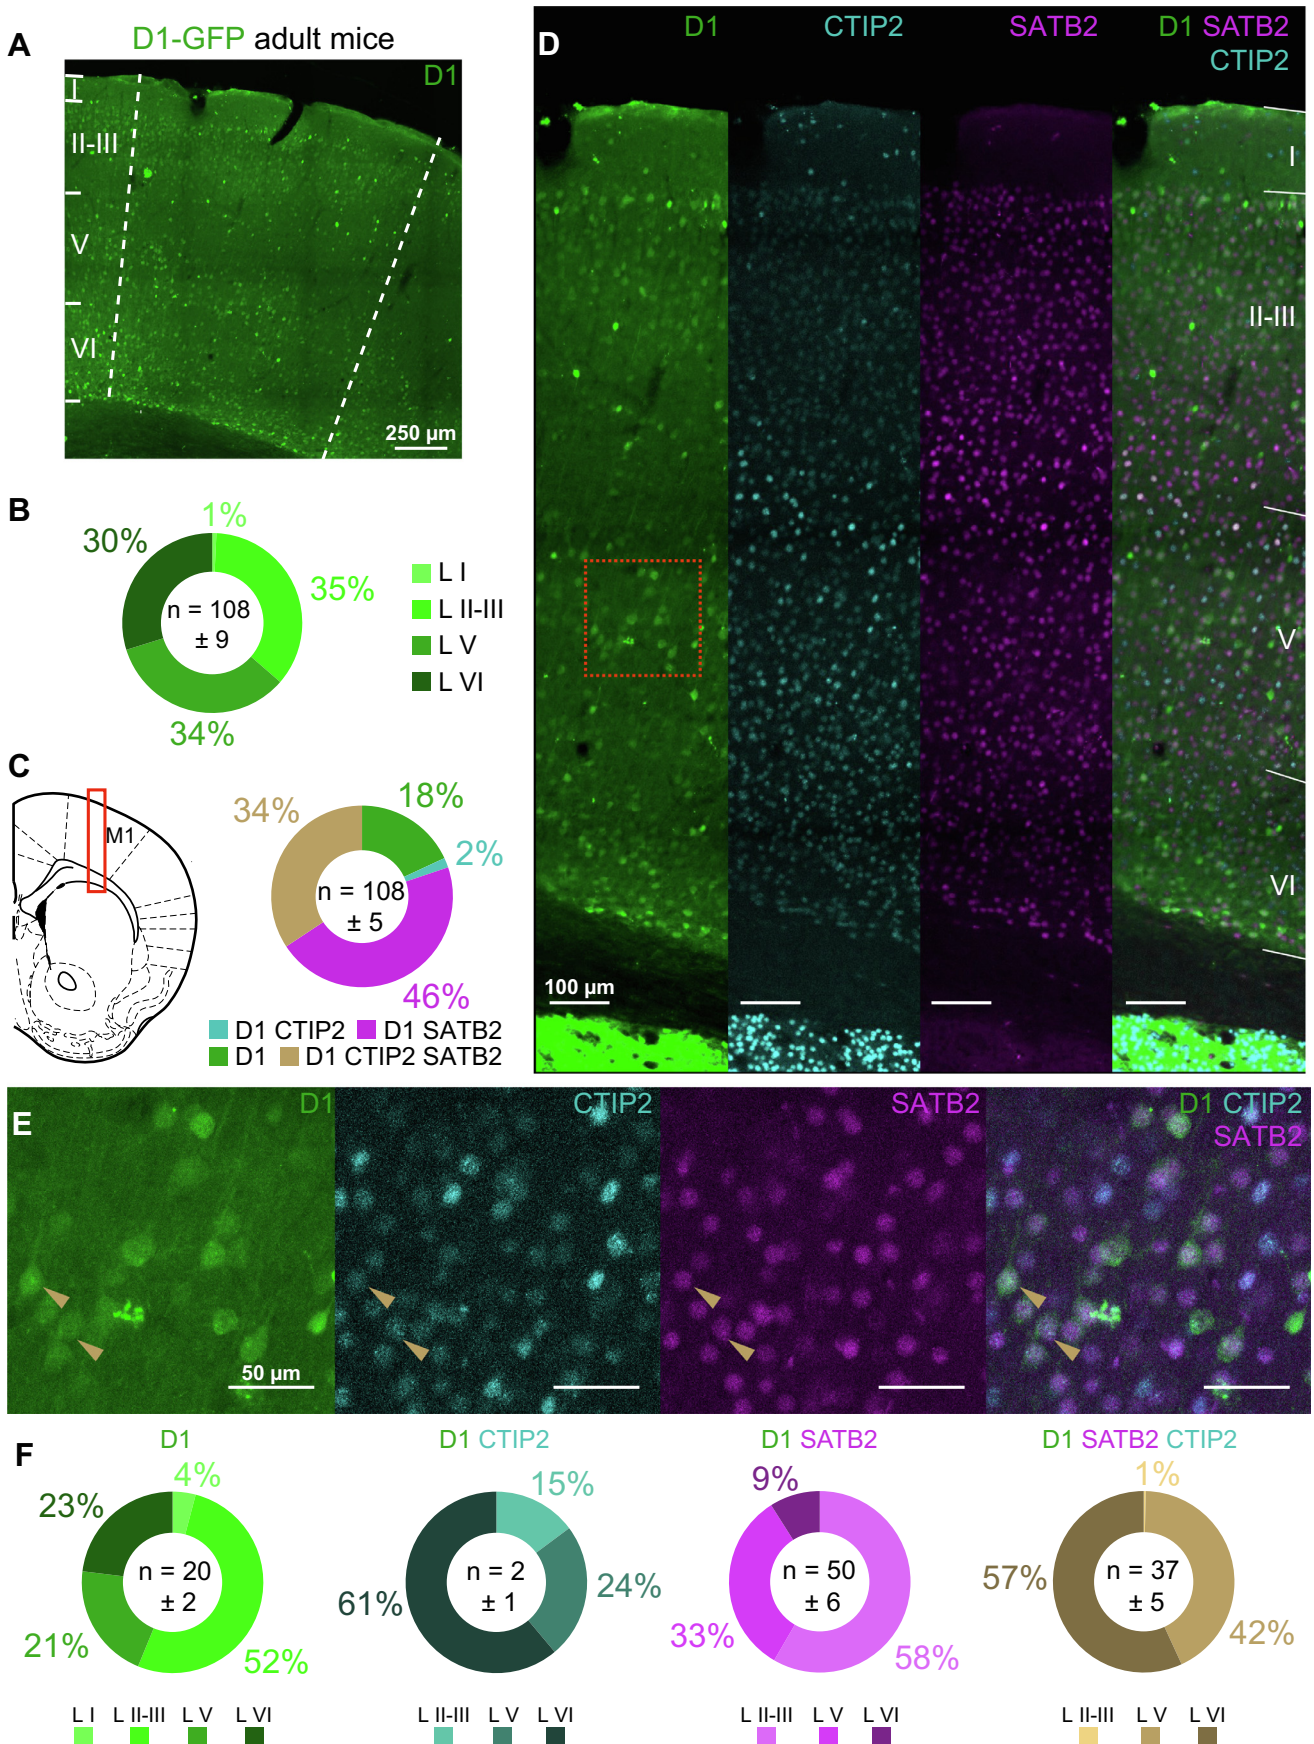 A
D1-GFP adult mice
D1
I
II-III
V
VI
250 µm
B
1%
30%
35%
34%
n = 108
± 9
L I
L II-III
L V
L VI
C
M1
34%
18%
2%
46%
n = 108
± 5
D1 CTIP2
D1 SATB2
D1
D1 CTIP2 SATB2
D
D1
CTIP2
SATB2
D1 SATB2
CTIP2
I
II-III
V
VI
100 µm
E
D1
CTIP2
SATB2
D1 CTIP2
SATB2
50 µm
F
D1
4%
23%
21%
52%
n = 20
± 2
L I
L II-III
L V
L VI
D1 CTIP2
15%
24%
61%
n = 2
± 1
L II-III
L V
L VI
D1 SATB2
9%
33%
58%
n = 50
± 6
L II-III
L V
L VI
D1 SATB2 CTIP2
1%
57%
42%
n = 37
± 5
L II-III
L V
L VI